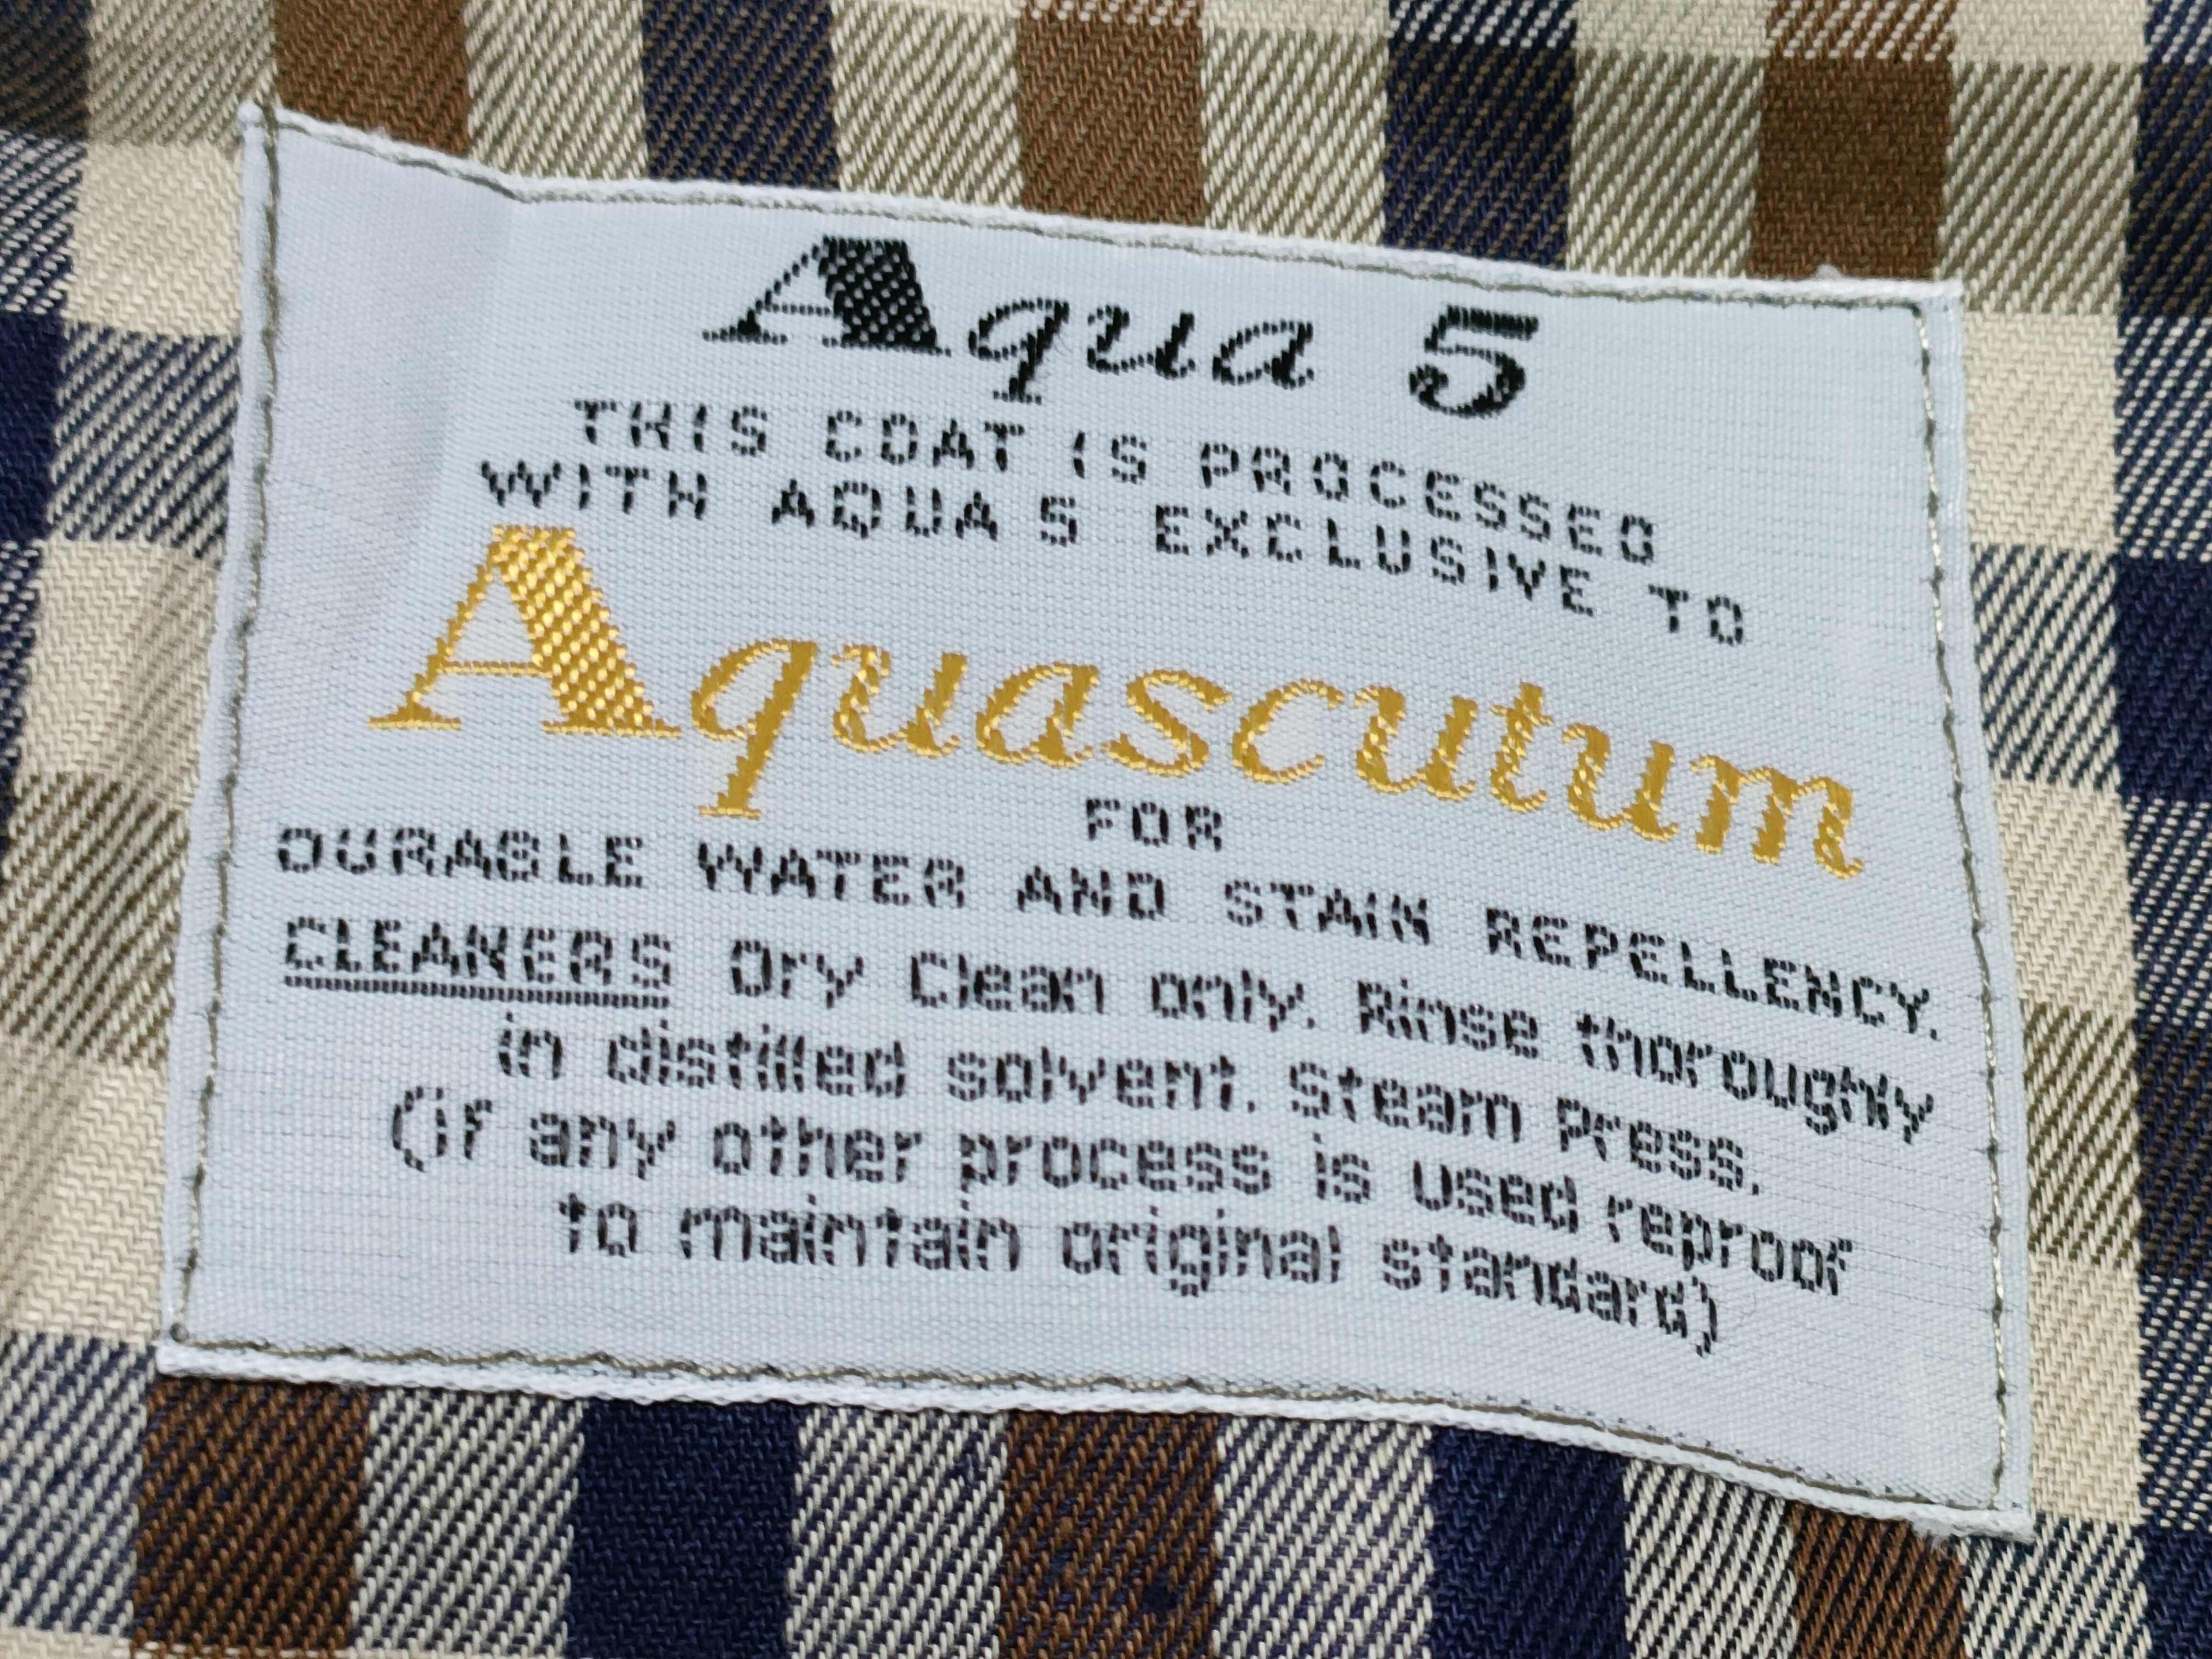 Aqua 5
THIS COAT IS PROCESSED
WITH AQUA 5 EXCLUSIVE TO
Aquascutum
FOR
DURABLE WATER AND STAIN REPELLENCY.
CLEANERS Dry Clean only. Rinse thoroughly
in distilled solvent. Steam Press.
(if any other process is used reproof
to maintain original standard)